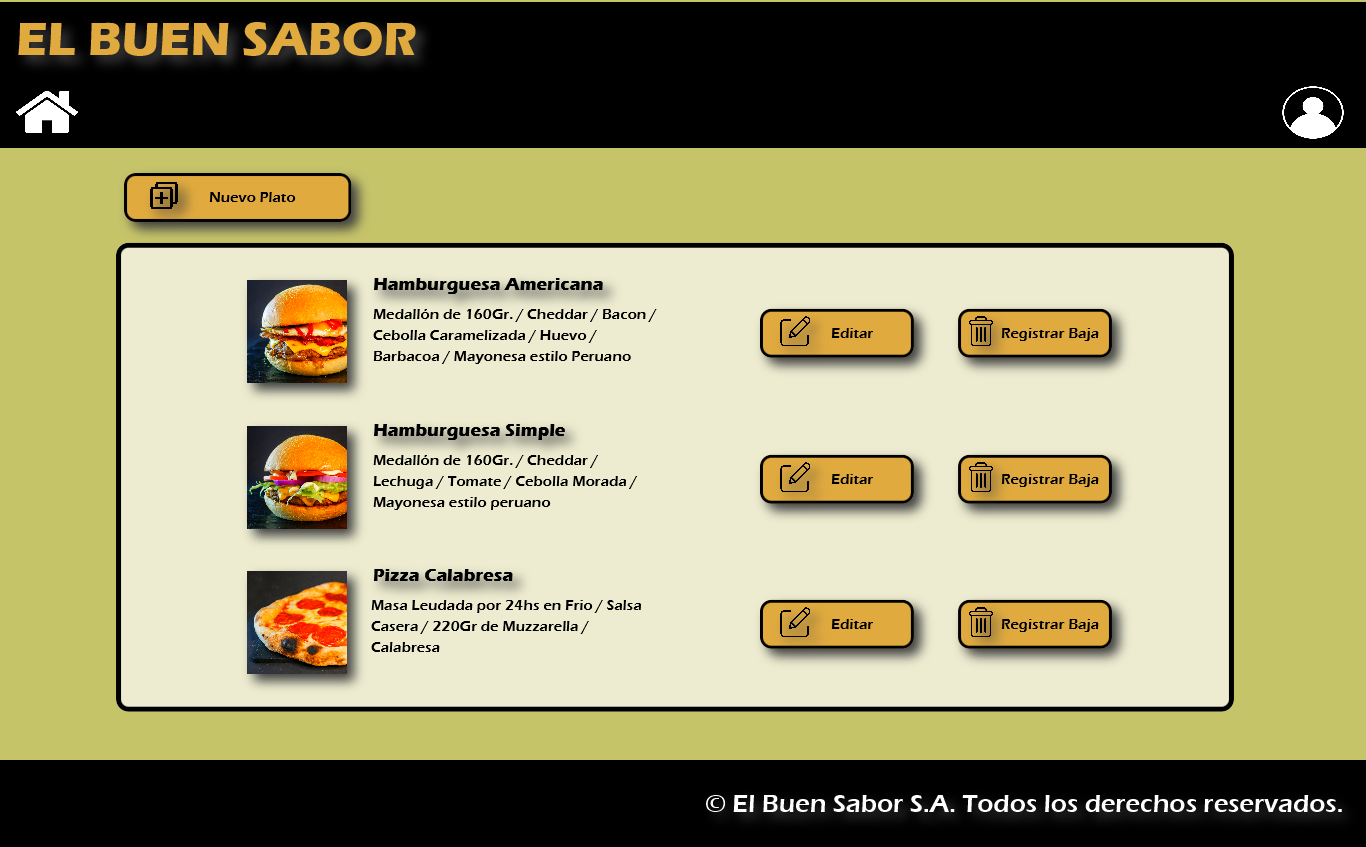 EL BUEN SABOR
Nuevo Plato
Hamburguesa Americana
Medallón de 160Gr. / Cheddar / Bacon /
Cebolla Caramelizada / Huevo /
Barbacoa / Mayonesa estilo Peruano
Editar
Registrar Baja
Hamburguesa Simple
Medallón de 160Gr. / Cheddar /
Lechuga / Tomate / Cebolla Morada /
Mayonesa estilo peruano
Editar
Registrar Baja
Pizza Calabresa
Masa Leudada por 24hs en Frio / Salsa
Casera / 220Gr de Muzzarella /
Calabresa
Editar
Registrar Baja
© El Buen Sabor S.A. Todos los derechos reservados.